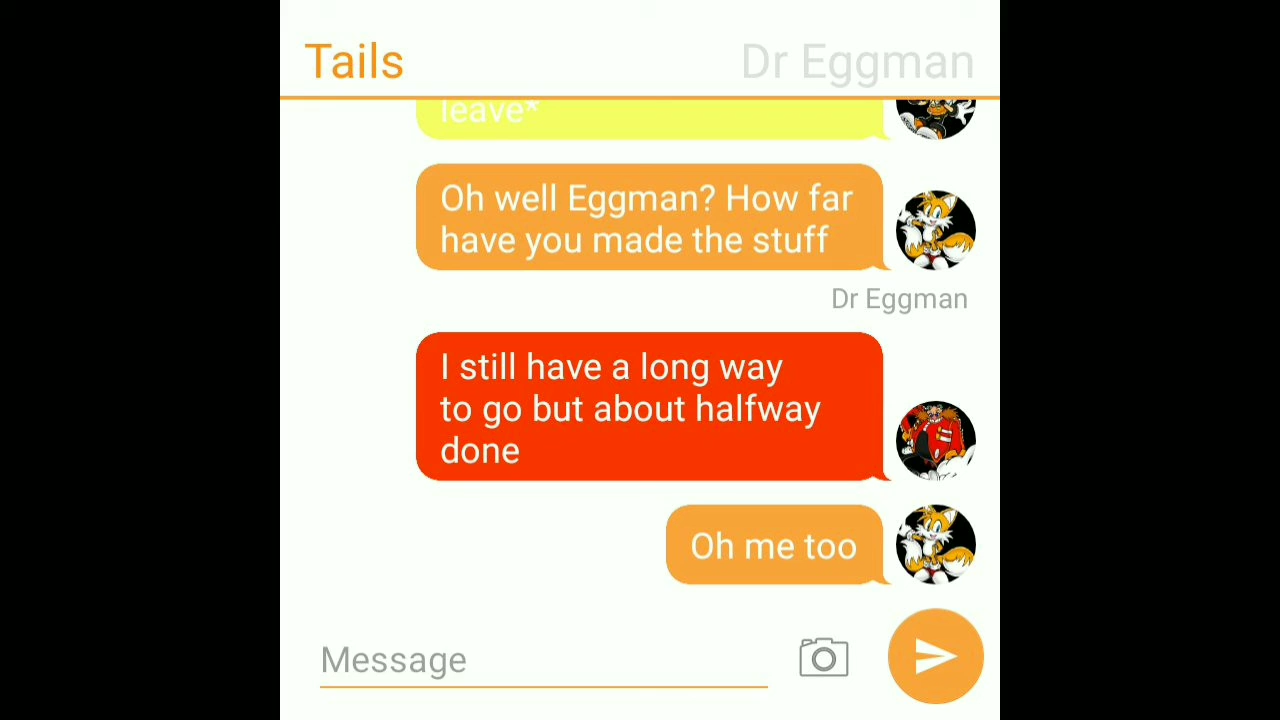 Tails
Dr Eggman
leave*
Oh well Eggman? How far
have you made the stuff
Dr Eggman
I still have a long way
to go but about halfway
done
Oh me too
Message